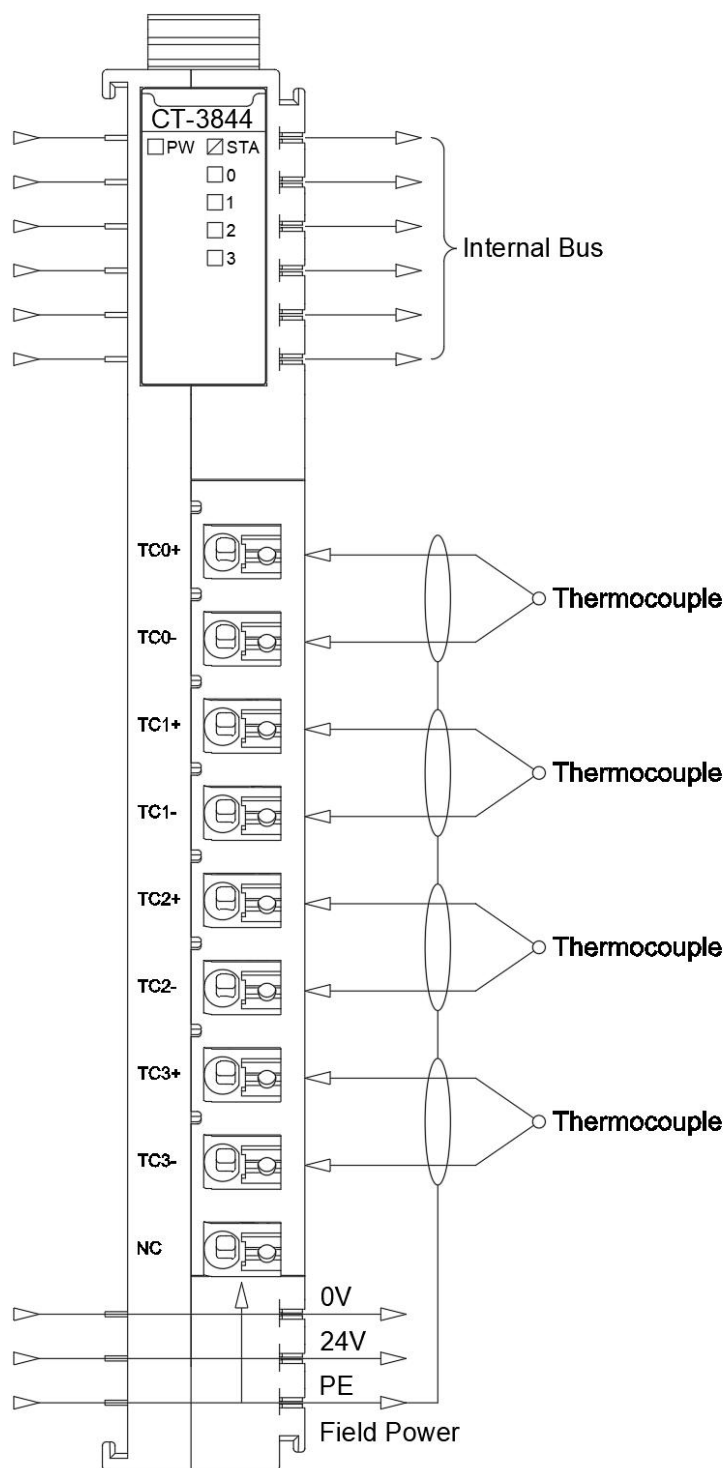 CT-3844
PW STA
0
1
2
3
Internal Bus
TC0+
Thermocouple
TC0-
TC1+
Thermocouple
TC1-
TC2+
Thermocouple
TC2-
TC3+
Thermocouple
TC3-
NC
0V
24V
PE
Field Power